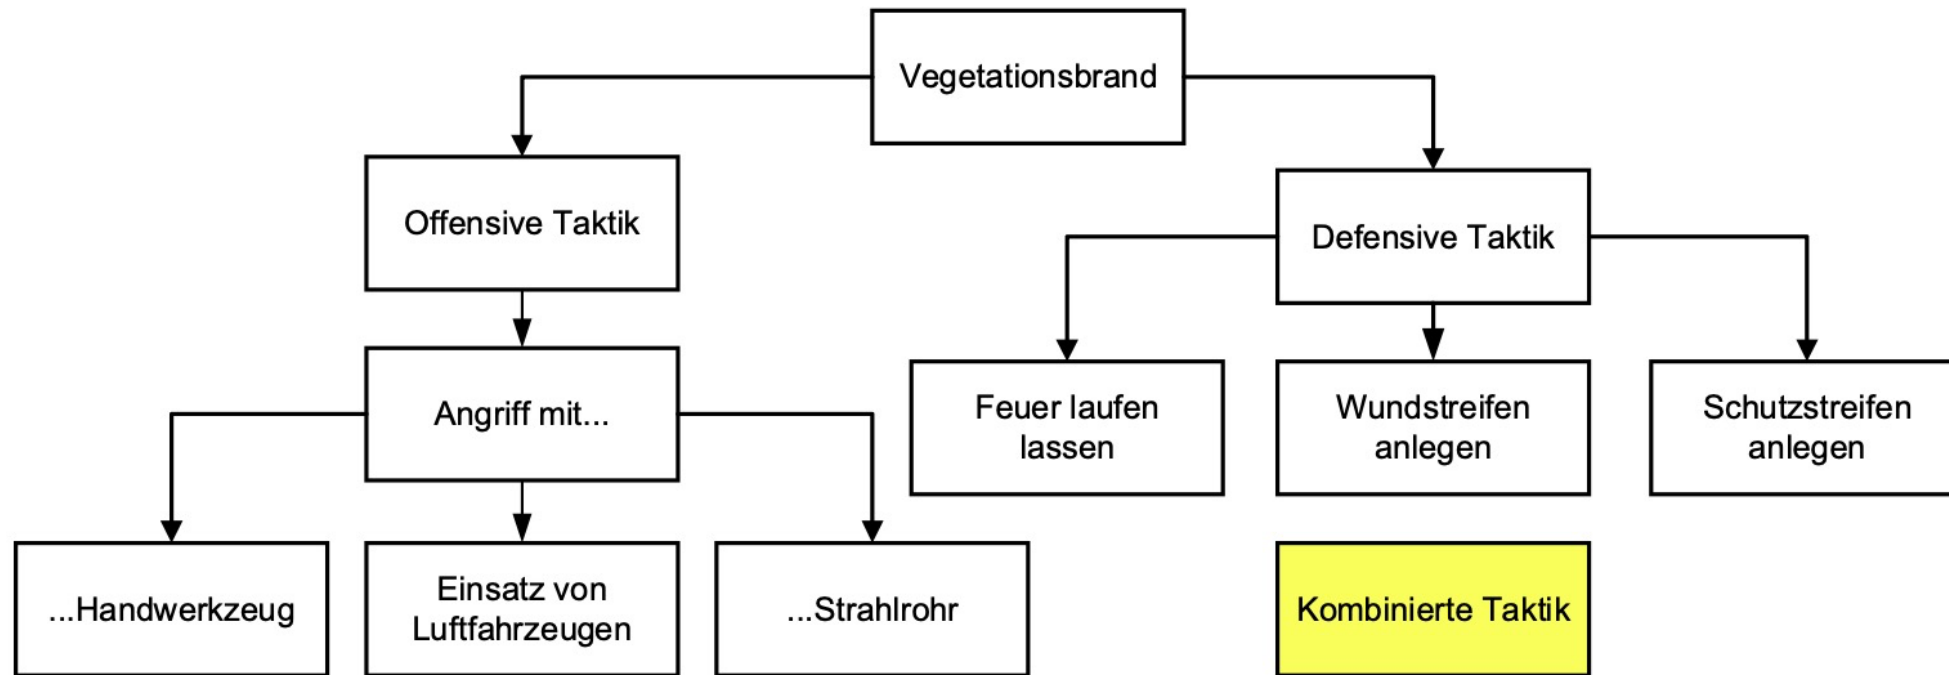 Vegetationsbrand
Offensive Taktik
Defensive Taktik
Angriff mit...
Feuer laufen
lassen
Wundstreifen
anlegen
Schutzstreifen
anlegen
...Handwerkzeug
Einsatz von
Luftfahrzeugen
...Strahlrohr
Kombinierte Taktik